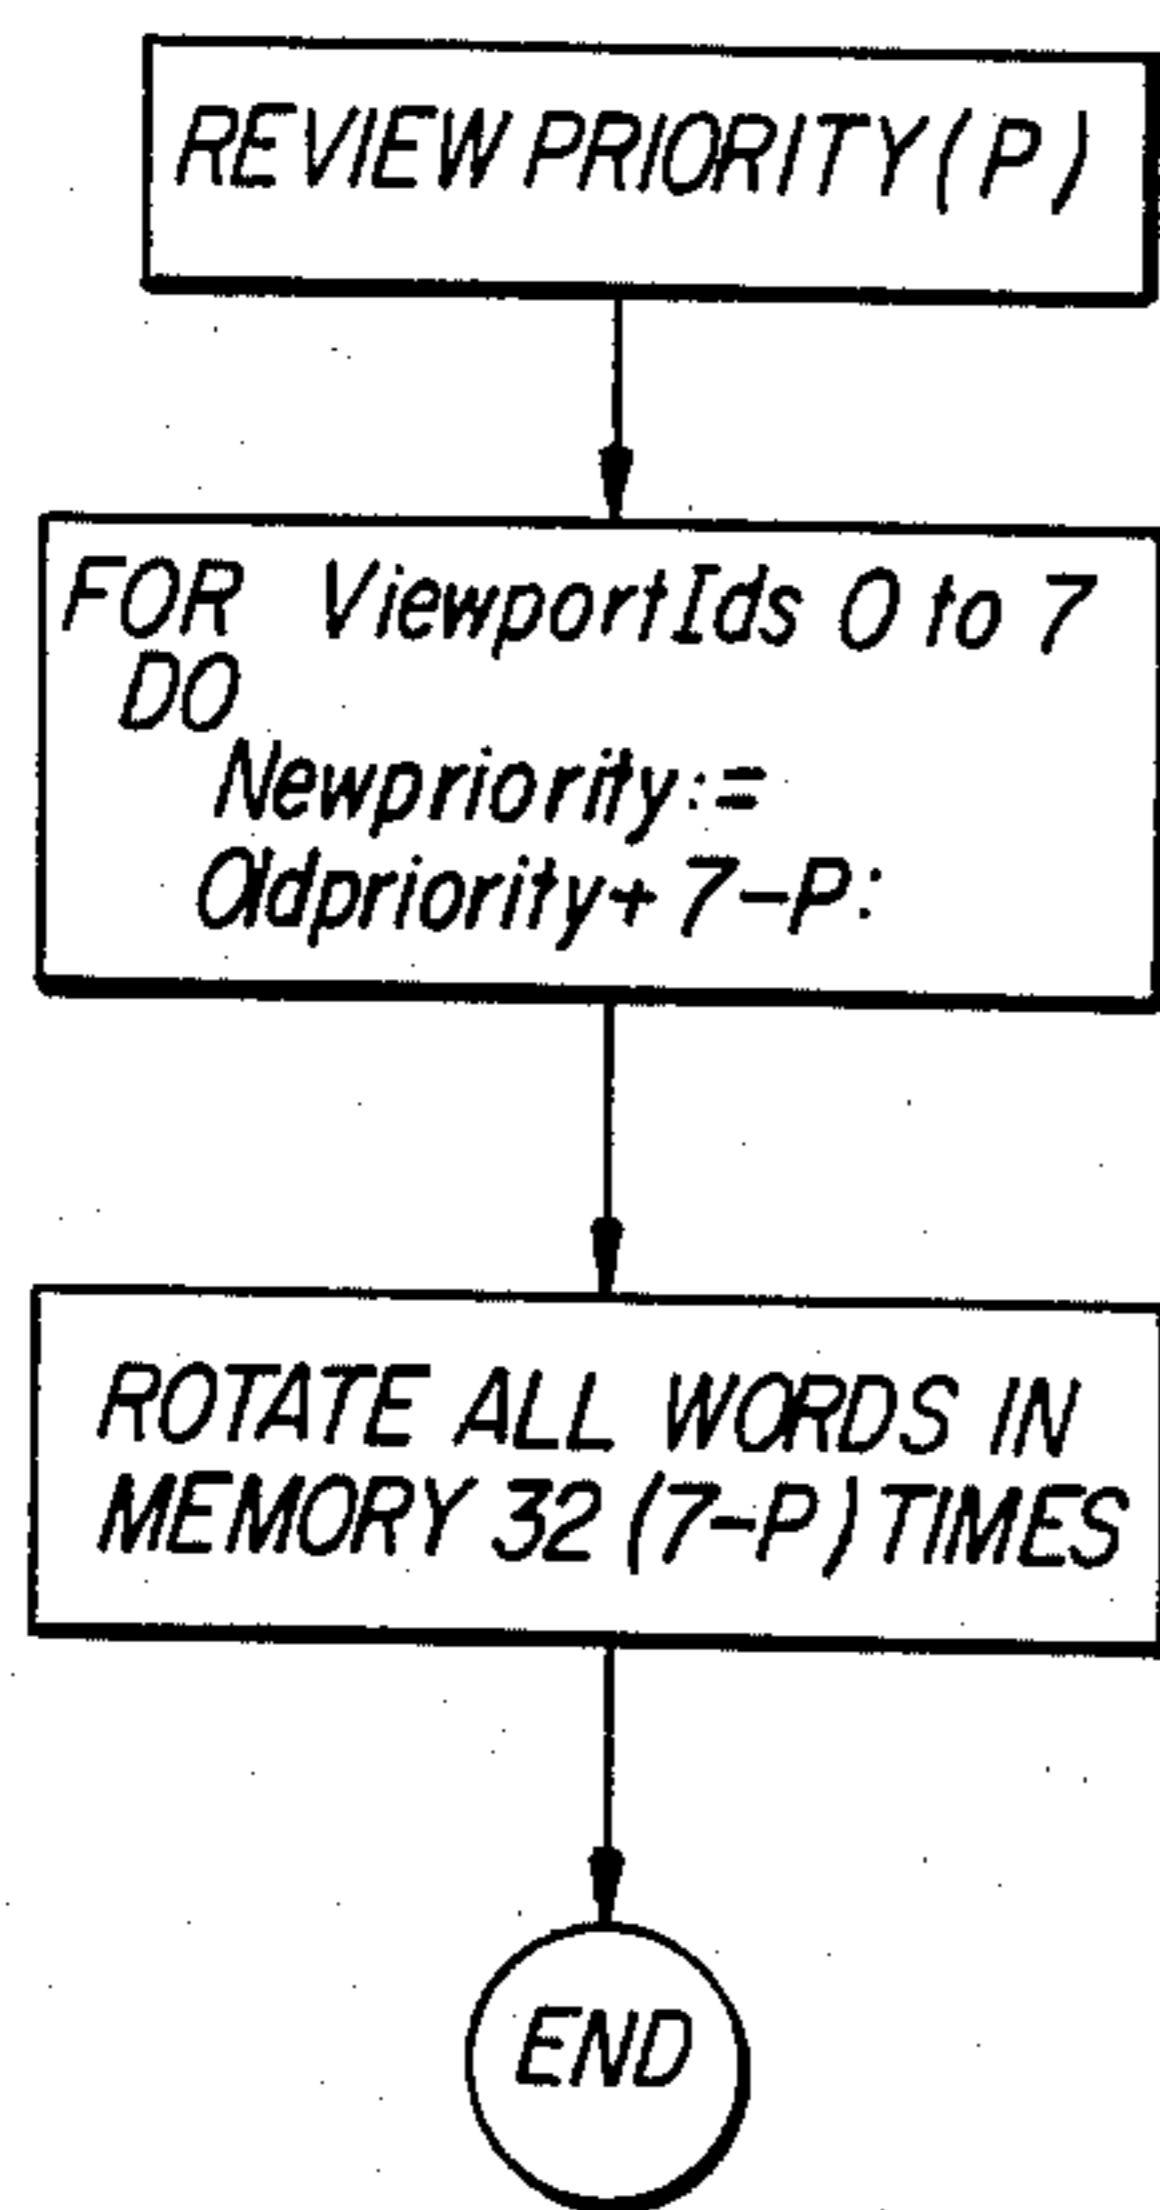 REVIEW PRIORITY (P)
FOR ViewportIds 0 to 7
DO
Newpriority:=
Oldpriority+ 7-P:
ROTATE ALL WORDS IN
MEMORY 32 (7-P) TIMES
END